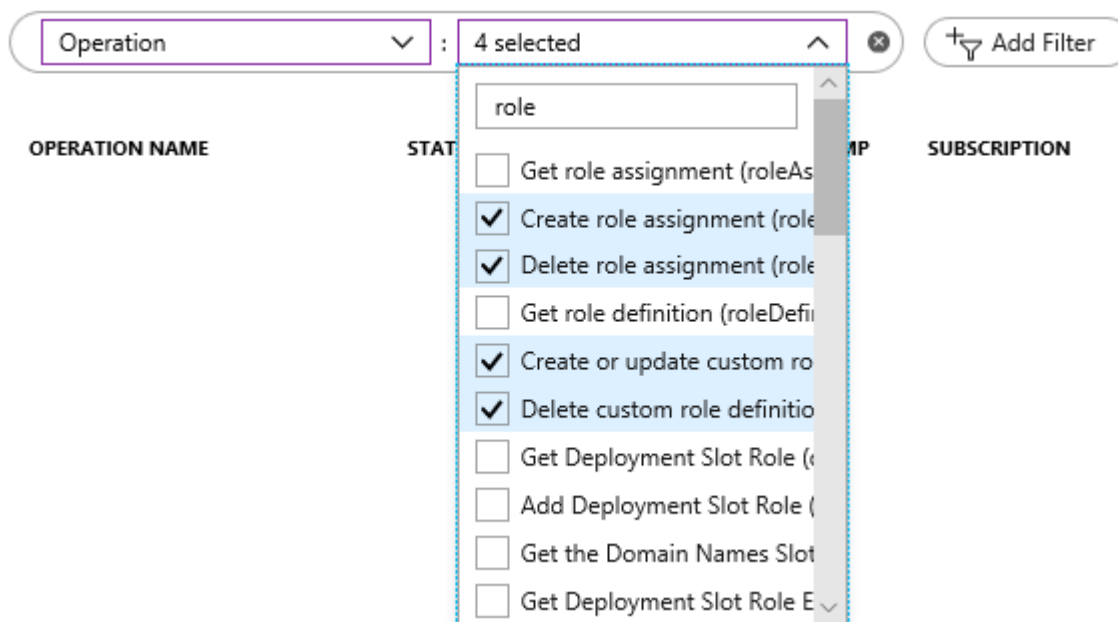 Operation : 4 selected Add Filter
role
OPERATION NAME STAT MP SUBSCRIPTION
Get role assignment (roleAs
Create role assignment (role
Delete role assignment (role
Get role definition (roleDefi
Create or update custom ro
Delete custom role definitio
Get Deployment Slot Role (
Add Deployment Slot Role (
Get the Domain Names Slot
Get Deployment Slot Role E